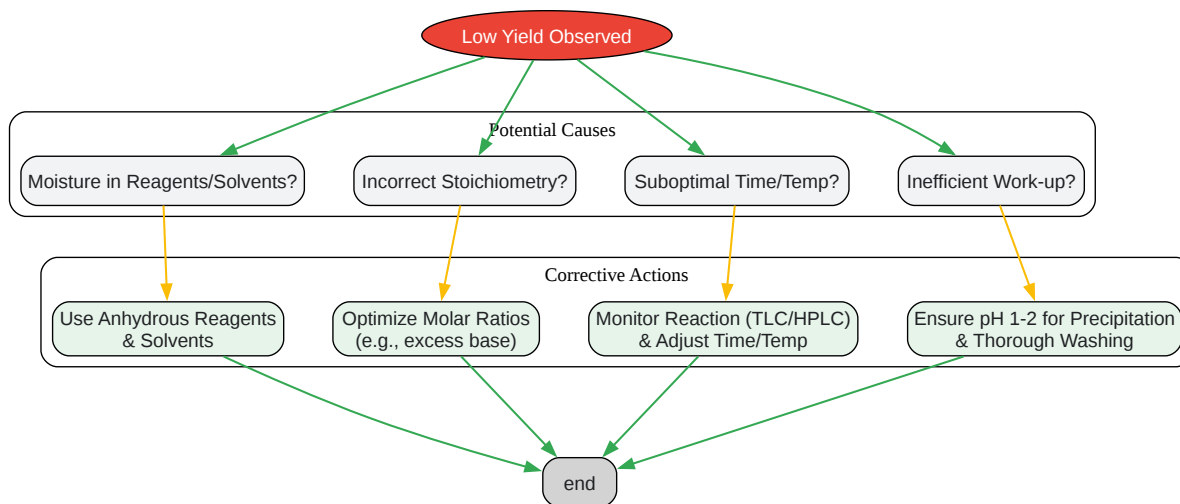 Low Yield Observed
Potential Causes
Moisture in Reagents/Solvents?
Incorrect Stoichiometry?
Suboptimal Time/Temp?
Inefficient Work-up?
Corrective Actions
Use Anhydrous Reagents
& Solvents
Optimize Molar Ratios
(e.g., excess base)
Monitor Reaction (TLC/HPLC)
& Adjust Time/Temp
Ensure pH 1-2 for Precipitation
& Thorough Washing
end